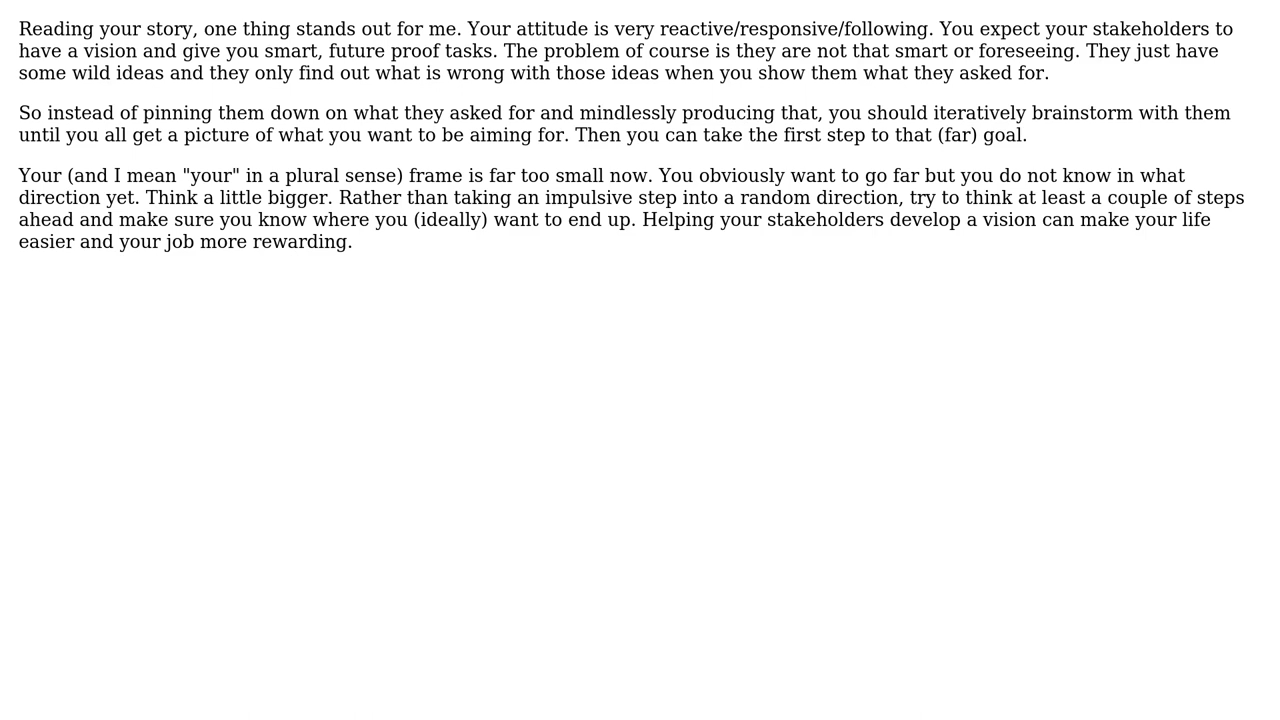 Reading your story, one thing stands out for me. Your attitude is very reactive/responsive/following. You expect your stakeholders to
have a vision and give you smart, future proof tasks. The problem of course is they are not that smart or foreseeing. They just have
some wild ideas and they only find out what is wrong with those ideas when you show them what they asked for.
So instead of pinning them down on what they asked for and mindlessly producing that, you should iteratively brainstorm with them
until you all get a picture of what you want to be aiming for. Then you can take the first step to that (far) goal.
Your (and I mean "your" in a plural sense) frame is far too small now. You obviously want to go far but you do not know in what
direction yet. Think a little bigger. Rather than taking an impulsive step into a random direction, try to think at least a couple of steps
ahead and make sure you know where you (ideally) want to end up. Helping your stakeholders develop a vision can make your life
easier and your job more rewarding.